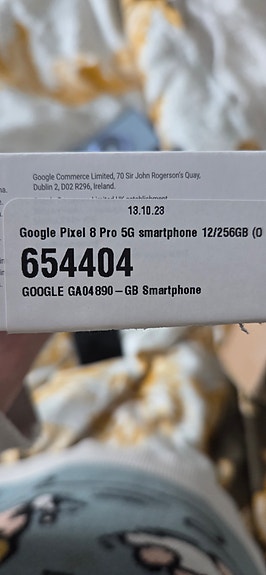 Google Commerce Limited, 70 Sir John Rogerson's Quay,
Dublin 2, D02 R296, Ireland.
13.10.23
Google Pixel 8 Pro 5G smartphone 12/256GB (O
654404
GOOGLE GA04890-GB Smartphone